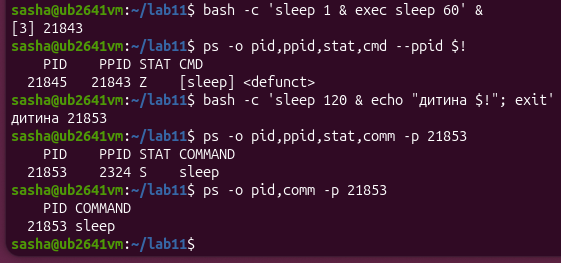 sasha@ub2641vm:~/lab11$ bash -c 'sleep 1 & exec sleep 60' &
[3] 21843
sasha@ub2641vm:~/lab11$ ps -o pid,ppid,stat,cmd --ppid $!
    PID    PPID STAT CMD
  21845   21843 Z    [sleep] <defunct>
sasha@ub2641vm:~/lab11$ bash -c 'sleep 120 & echo "дитина $!"; exit'
дитина 21853
sasha@ub2641vm:~/lab11$ ps -o pid,ppid,stat,comm -p 21853
    PID    PPID STAT COMMAND
  21853    2324 S    sleep
sasha@ub2641vm:~/lab11$ ps -o pid,comm -p 21853
    PID COMMAND
  21853 sleep
sasha@ub2641vm:~/lab11$